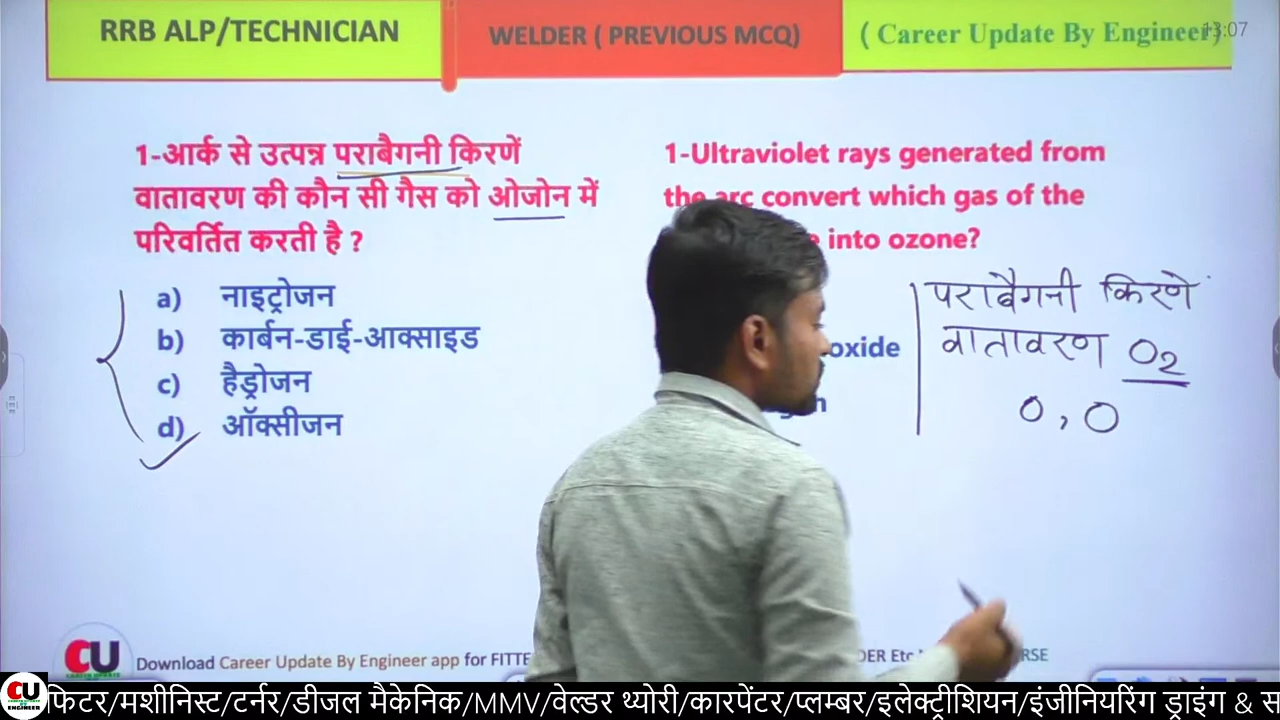 RRB ALP/TECHNICIAN
WELDER ( PREVIOUS MCQ)
( Career Update By Engineer)
13:07
1-आर्क से उत्पन्न पराबैगनी किरणें
वातावरण की कौन सी गैस को ओजोन में
परिवर्तित करती है ?
a) नाइट्रोजन
b) कार्बन-डाई-आक्साइड
c) हैड्रोजन
d) ऑक्सीजन
1-Ultraviolet rays generated from
the arc convert which gas of the
into ozone?
oxide
पराबैगनी किरणे
वातावरण O2
O, O
CU
Download Career Update By Engineer app for FITTE
DER Etc
RSE
CU
फिटर/मशीनिस्ट/टर्नर/डीजल मैकेनिक/MMV/वेल्डर थ्योरी/कारपेंटर/प्लम्बर/इलेक्ट्रीशियन/इंजीनियरिंग ड्राइंग & स